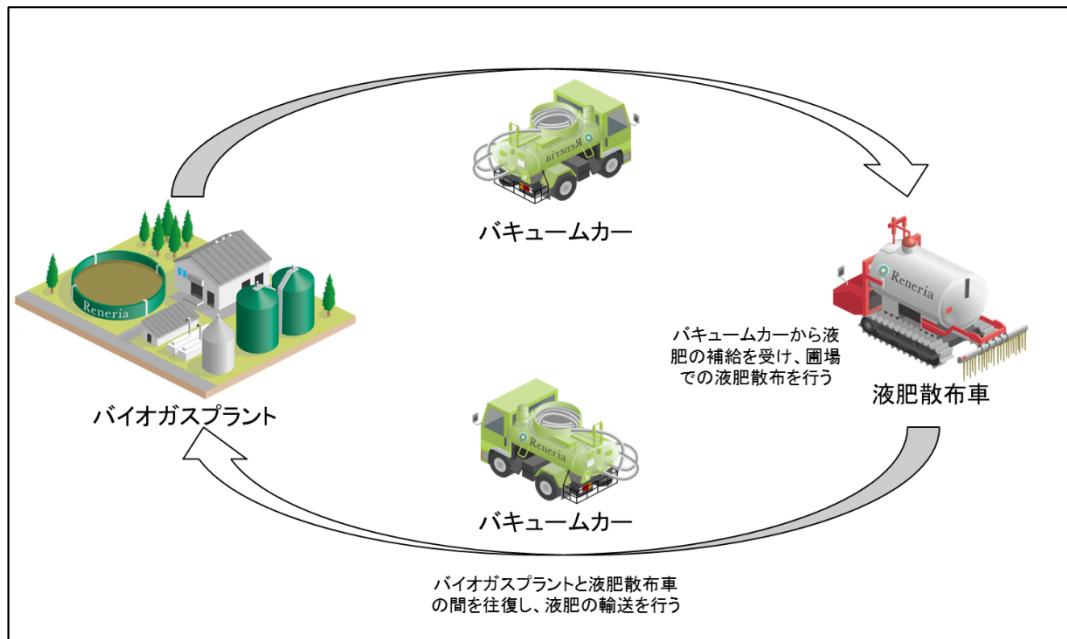 Reneria
バキュームカー
Reneria
バイオガスプラント
Reneria
バキュームカーから液
肥の補給を受け、圃場
での液肥散布を行う
液肥散布車
Reneria
バキュームカー
バイオガスプラントと液肥散布車
の間を往復し、液肥の輸送を行う